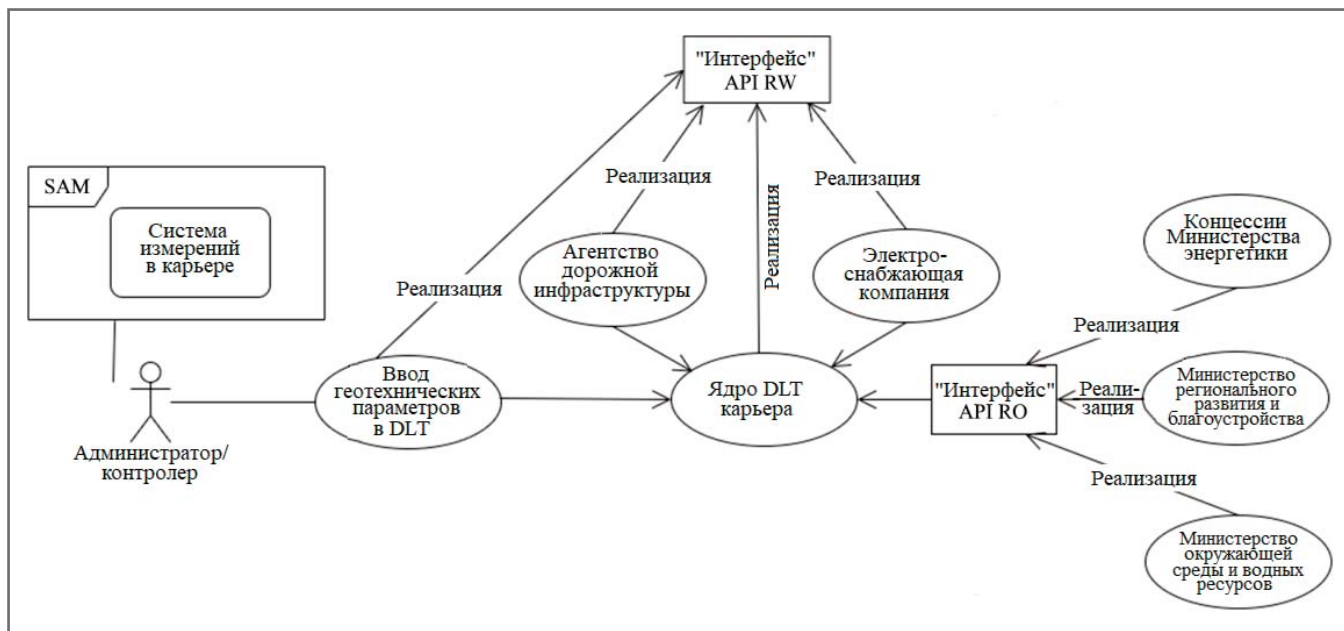 "Интерфейс"
API RW
SAM
Система
измерений
в карьере
Реализация
Реализация
Реализация
Реализация
Агентство
дорожной
инфраструктуры
Электро-
снабжающая
компания
Концессии
Министерства
энергетики
Реализация
Администратор/
контролер
Ввод
геотехнических
параметров
в DLT
Ядро DLT
карьера
"Интерфейс"
API RO
Реали-
зация
Министерство
регионального
развития и
благоустройства
Реализация
Министерство
окружающей
среды и водных
ресурсов